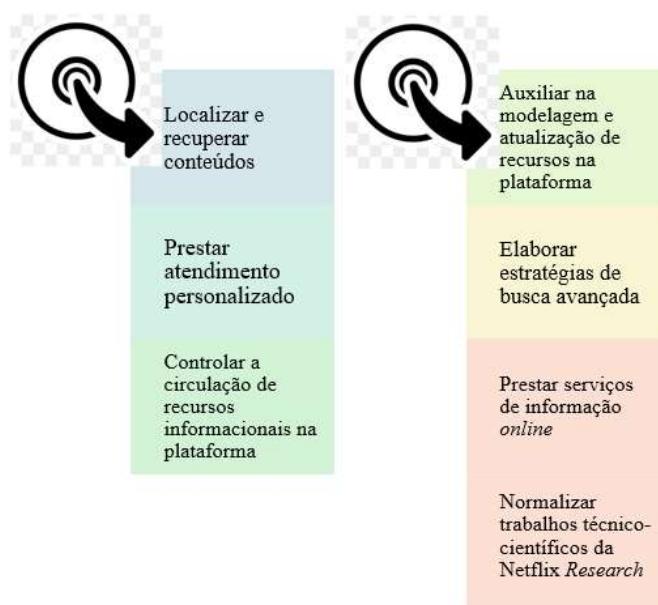 Localizar e
recuperar
conteúdos
Prestar
atendimento
personalizado
Controlar a
circulação de
recursos
informacionais na
plataforma
Auxiliar na
modelagem e
atualização de
recursos na
plataforma
Elaborar
estratégias de
busca avançada
Prestar serviços
de informação
online
Normalizar
trabalhos técnico-
científicos da
Netflix Research